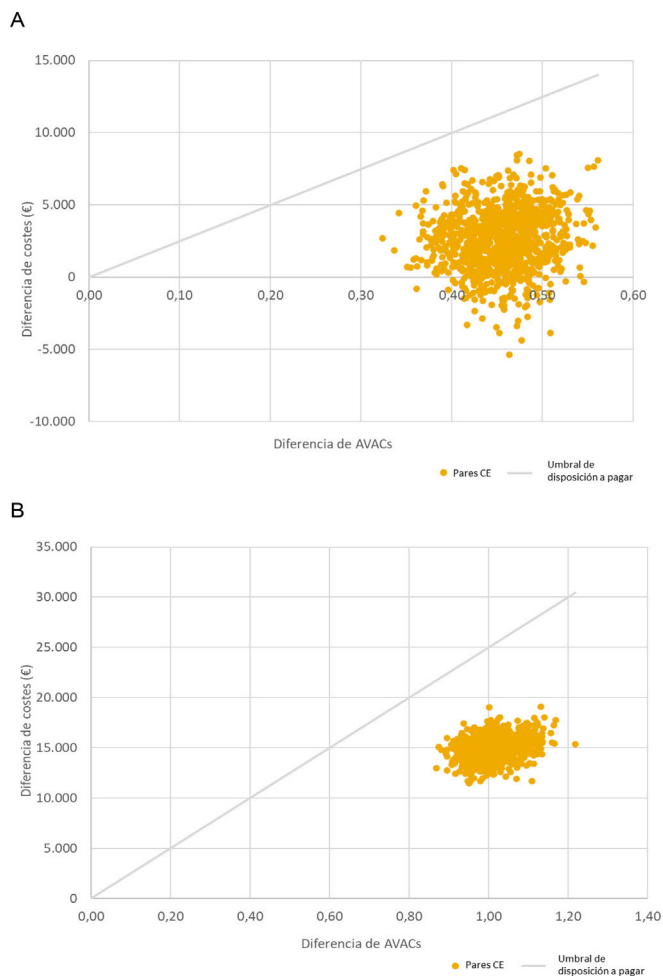 A
15.000
10.000
5.000
0
-5.000
-10.000
0,00
0,10
0,20
0,30
0,40
0,50
0,60
Diferencia de costes (€)
Diferencia de AVACs
Pares CE
Umbral de
disposición a pagar
B
35.000
30.000
25.000
20.000
15.000
10.000
5.000
0
0,00
0,20
0,40
0,60
0,80
1,00
1,20
1,40
Diferencia de costes (€)
Diferencia de AVACs
Pares CE
Umbral de
disposición a pagar